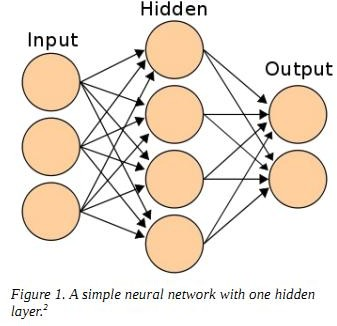 Hidden
Input
Output
Figure 1. A simple neural network with one hidden
layer.²